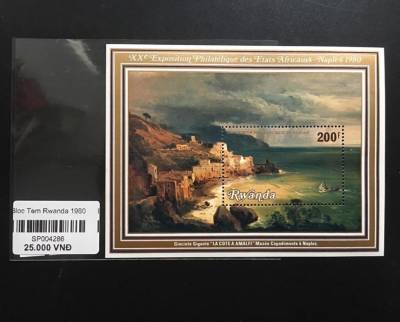 XXe Exposition Philatélique des Etats Africains - Naples 1980
200F
Rwanda
Giacinto Gigante "LA COTE A AMALFI" Musée Capodimonte à Naples.
Bloc Tem Rwanda 1980
SP004286
25.000 VNĐ